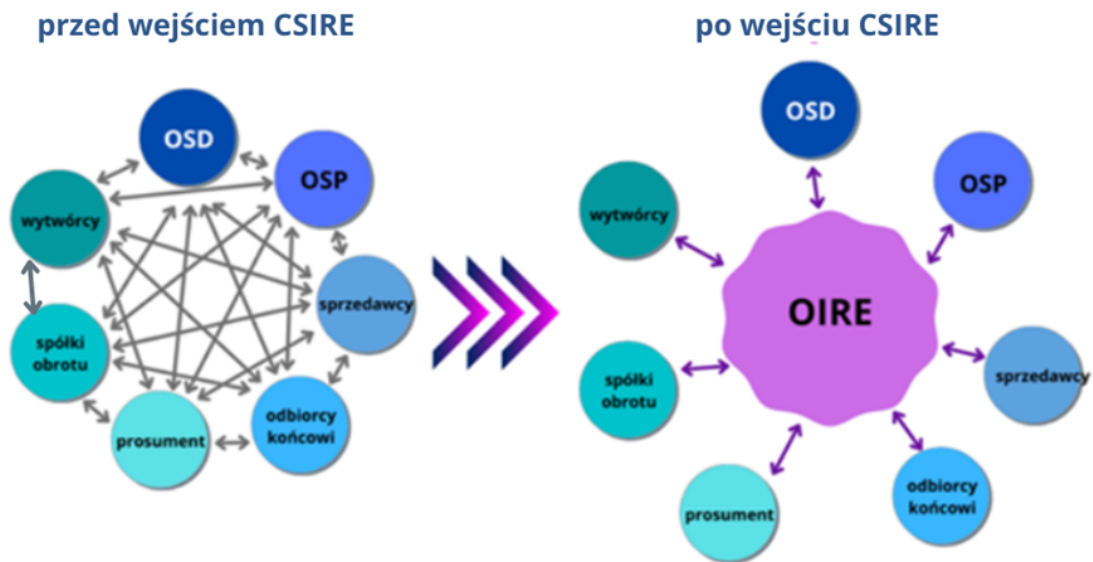 przed wejściem CSIRE
OSD
OSP
wytwórcy
sprzedawcy
spółki
obrotu
odbiorcy
końcowi
prosument
po wejściu CSIRE
OSD
OSP
wytwórcy
OIRE
sprzedawcy
spółki
obrotu
odbiorcy
końcowi
prosument